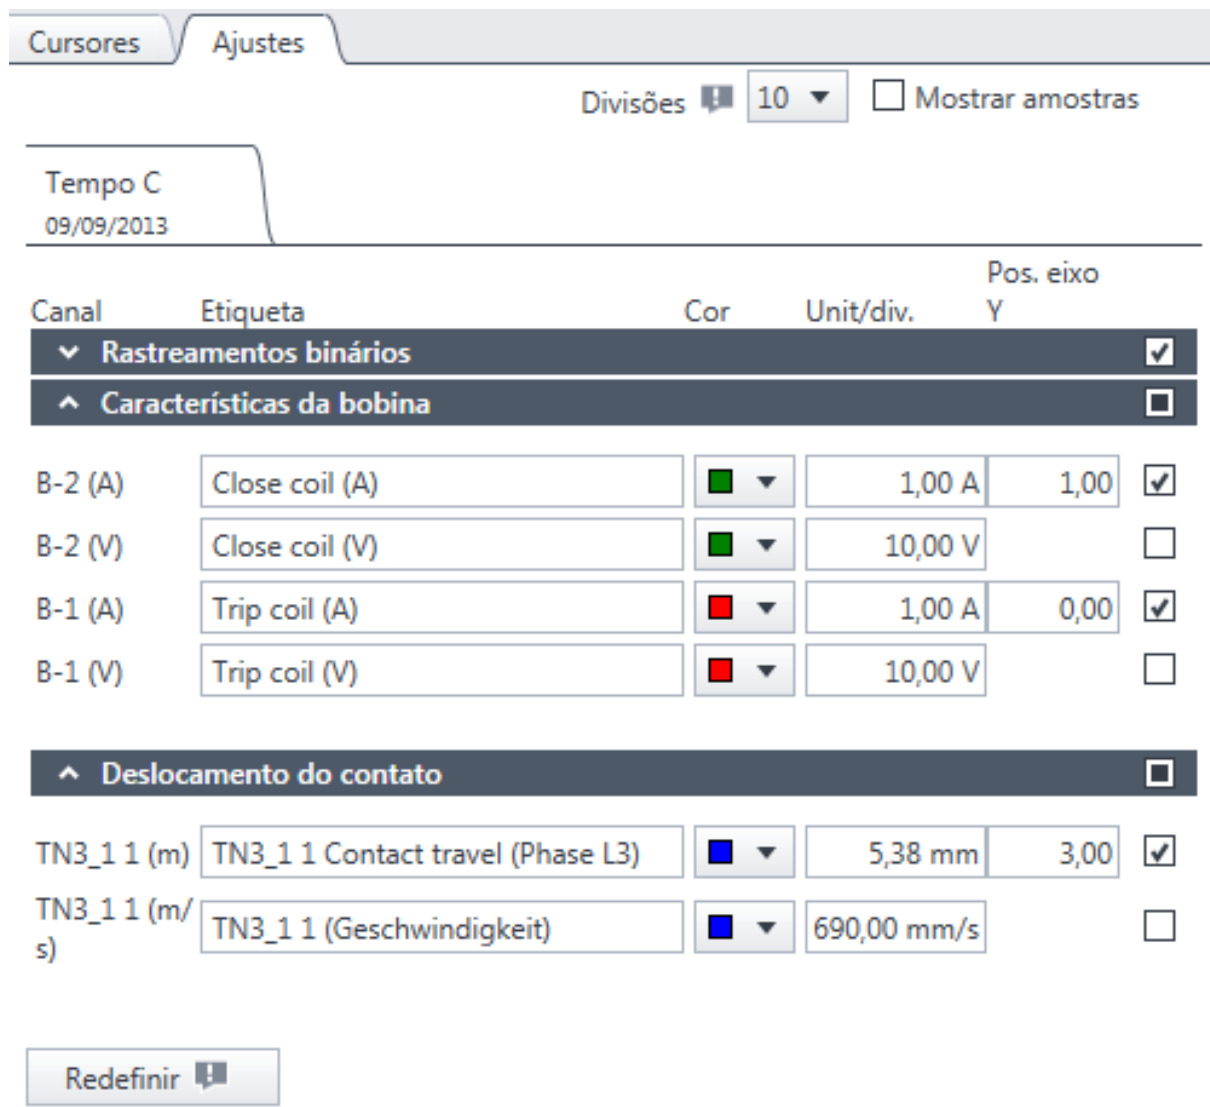 Cursores Ajustes
Divisões 10 Mostrar amostras
Tempo C
09/09/2013
Canal Etiqueta Cor Unit/div. Pos. eixo
Y
Rastreamentos binários
Características da bobina
B-2 (A) Close coil (A) 1,00 A 1,00
B-2 (V) Close coil (V) 10,00 V
B-1 (A) Trip coil (A) 1,00 A 0,00
B-1 (V) Trip coil (V) 10,00 V
Deslocamento do contato
TN3_1 1 (m) TN3_1 1 Contact travel (Phase L3) 5,38 mm 3,00
TN3_1 1 (m/
s) TN3_1 1 (Geschwindigkeit) 690,00 mm/s
Redefinir